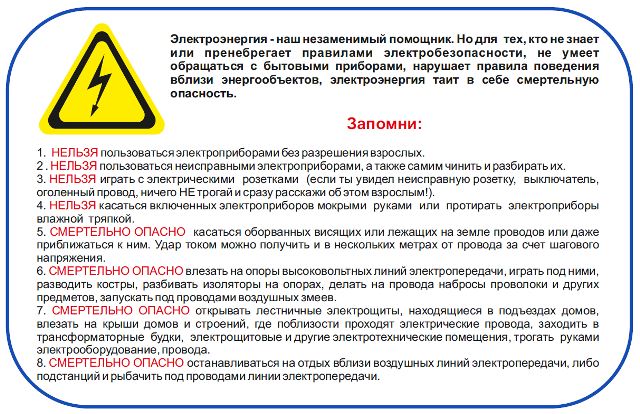 Электроэнергия - наш незаменимый помощник. Но для тех, кто не знает
или пренебрегает правилами электробезопасности, не умеет
обращаться с бытовыми приборами, нарушает правила поведения
вблизи энергообъектов, электроэнергия таит в себе смертельную
опасность.
Запомни:
1. НЕЛЬЗЯ пользоваться электроприборами без разрешения взрослых.
2 . НЕЛЬЗЯ пользоваться неисправными электроприборами, а также самим чинить и разбирать их.
3. НЕЛЬЗЯ играть с электрическими розетками (если ты увидел неисправную розетку, выключатель,
оголенный провод, ничего НЕ трогай и сразу расскажи об этом взрослым!).
4. НЕЛЬЗЯ касаться включенных электроприборов мокрыми руками или протирать электроприборы
влажной тряпкой.
5. СМЕРТЕЛЬНО ОПАСНО касаться оборванных висящих или лежащих на земле проводов или даже
приближаться к ним. Удар током можно получить и в нескольких метрах от провода за счет шагового
напряжения.
6. СМЕРТЕЛЬНО ОПАСНО влезать на опоры высоковольтных линий электропередачи, играть под ними,
разводить костры, разбивать изоляторы на опорах, делать на провода набросы проволоки и других
предметов, запускать под проводами воздушных змеев.
7. СМЕРТЕЛЬНО ОПАСНО открывать лестничные электрощиты, находящиеся в подъездах домов,
влезать на крыши домов и строений, где поблизости проходят электрические провода, заходить в
трансформаторные будки, электрощитовые и другие электротехнические помещения, трогать руками
электрооборудование, провода.
8. СМЕРТЕЛЬНО ОПАСНО останавливаться на отдых вблизи воздушных линий электропередачи, либо
подстанций и рыбачить под проводами линии электропередачи.